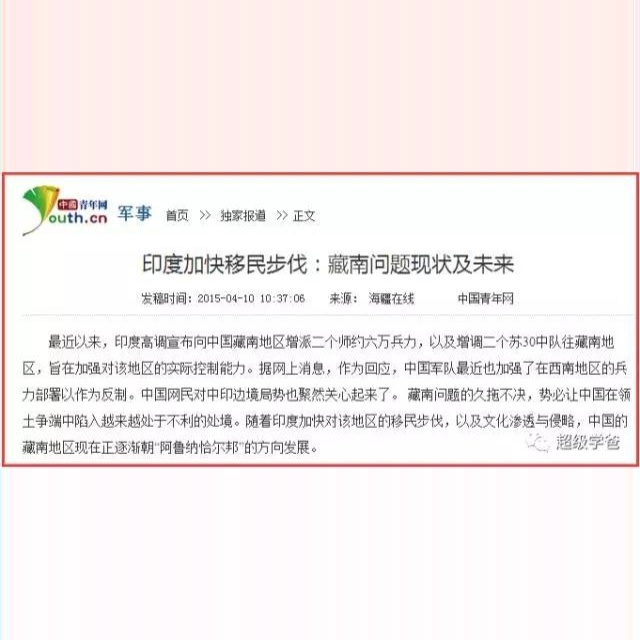 中國青年网
Youth.cn 军事 首页 >> 独家报道 >> 正文
印度加快移民步伐：藏南问题现状及未来
发稿时间：2015-04-10 10:37:06 来源：海疆在线 中国青年网
最近以来，印度高调宣布向中国藏南地区增派二个师约六万兵力，以及增调二个苏30中队往藏南地
区，旨在加强对该地区的实际控制能力。据网上消息，作为回应，中国军队最近也加强了在西南地区的兵
力部署以作为反制。中国网民对中印边境局势也聚然关心起来了。 藏南问题的久拖不决，势必让中国在领
土争端中陷入越来越处于不利的处境。随着印度加快对该地区的移民步伐，以及文化渗透与侵略，中国的
藏南地区现在正逐渐朝“阿鲁纳恰尔邦”的方向发展。
超级学爸